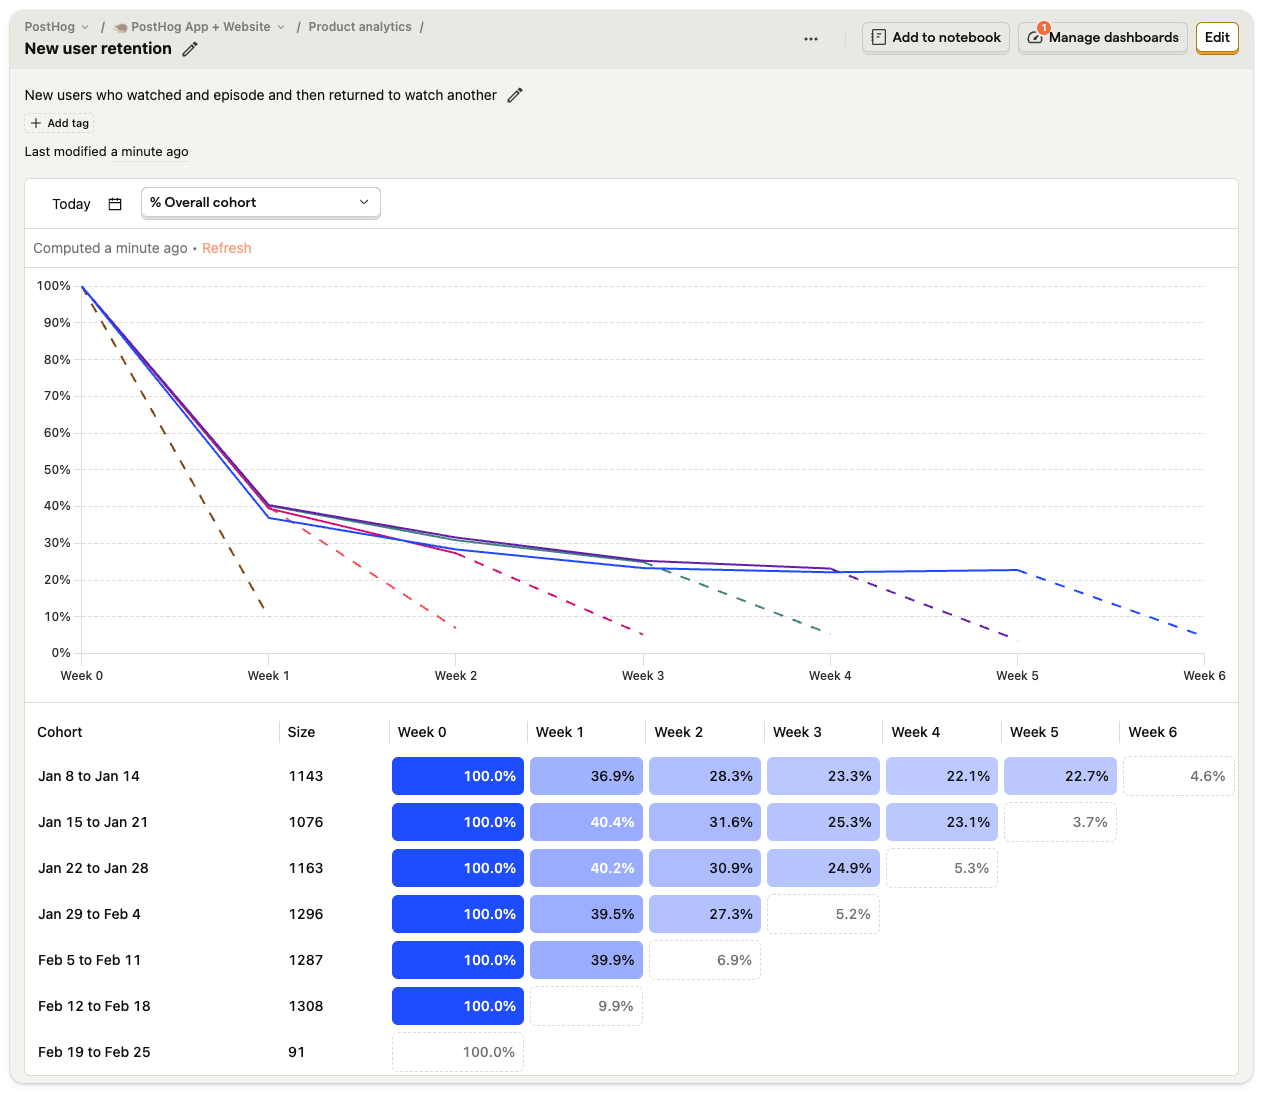 PostHog / PostHog App + Website / Product analytics /
New user retention
Add to notebook
1
Manage dashboards
Edit
New users who watched and episode and then returned to watch another
Add tag
Last modified a minute ago
Today % Overall cohort
Computed a minute ago • Refresh
100%
90%
80%
70%
60%
50%
40%
30%
20%
10%
0%
Week 0 Week 1 Week 2 Week 3 Week 4 Week 5 Week 6
Cohort Size Week 0 Week 1 Week 2 Week 3 Week 4 Week 5 Week 6
Jan 8 to Jan 14 1143 100.0% 36.9% 28.3% 23.3% 22.1% 22.7% 4.6%
Jan 15 to Jan 21 1076 100.0% 40.4% 31.6% 25.3% 23.1% 3.7%
Jan 22 to Jan 28 1163 100.0% 40.2% 30.9% 24.9% 5.3%
Jan 29 to Feb 4 1296 100.0% 39.5% 27.3% 5.2%
Feb 5 to Feb 11 1287 100.0% 39.9% 6.9%
Feb 12 to Feb 18 1308 100.0% 9.9%
Feb 19 to Feb 25 91 100.0%